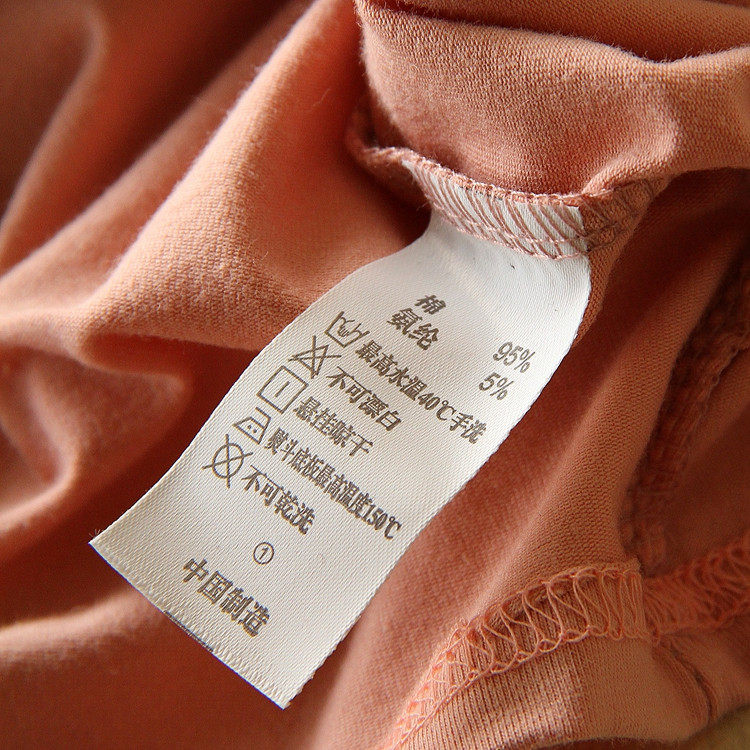 棉 95%
氨纶 5%
最高水温40℃手洗
不可漂白
悬挂晾干
熨斗底板最高温度150℃
不可乾洗
①
中国制造